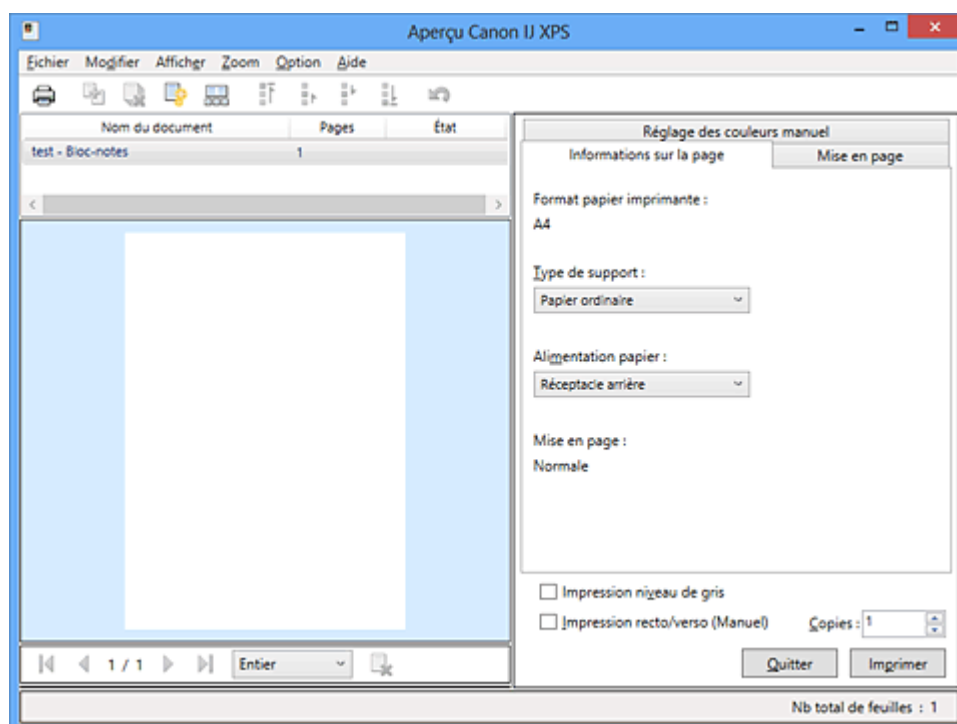 Aperçu Canon IJ XPS
Fichier Modifier Afficher Zoom Option Aide
Nom du document Pages État
test - Bloc-notes 1
Réglage des couleurs manuel
Informations sur la page Mise en page
Format papier imprimante :
A4
Type de support :
Papier ordinaire
Alimentation papier :
Réceptacle arrière
Mise en page :
Normale
Impression niveau de gris
Impression recto/verso (Manuel) Copies : 1
1 / 1 Entier
Quitter Imprimer
Nb total de feuilles : 1